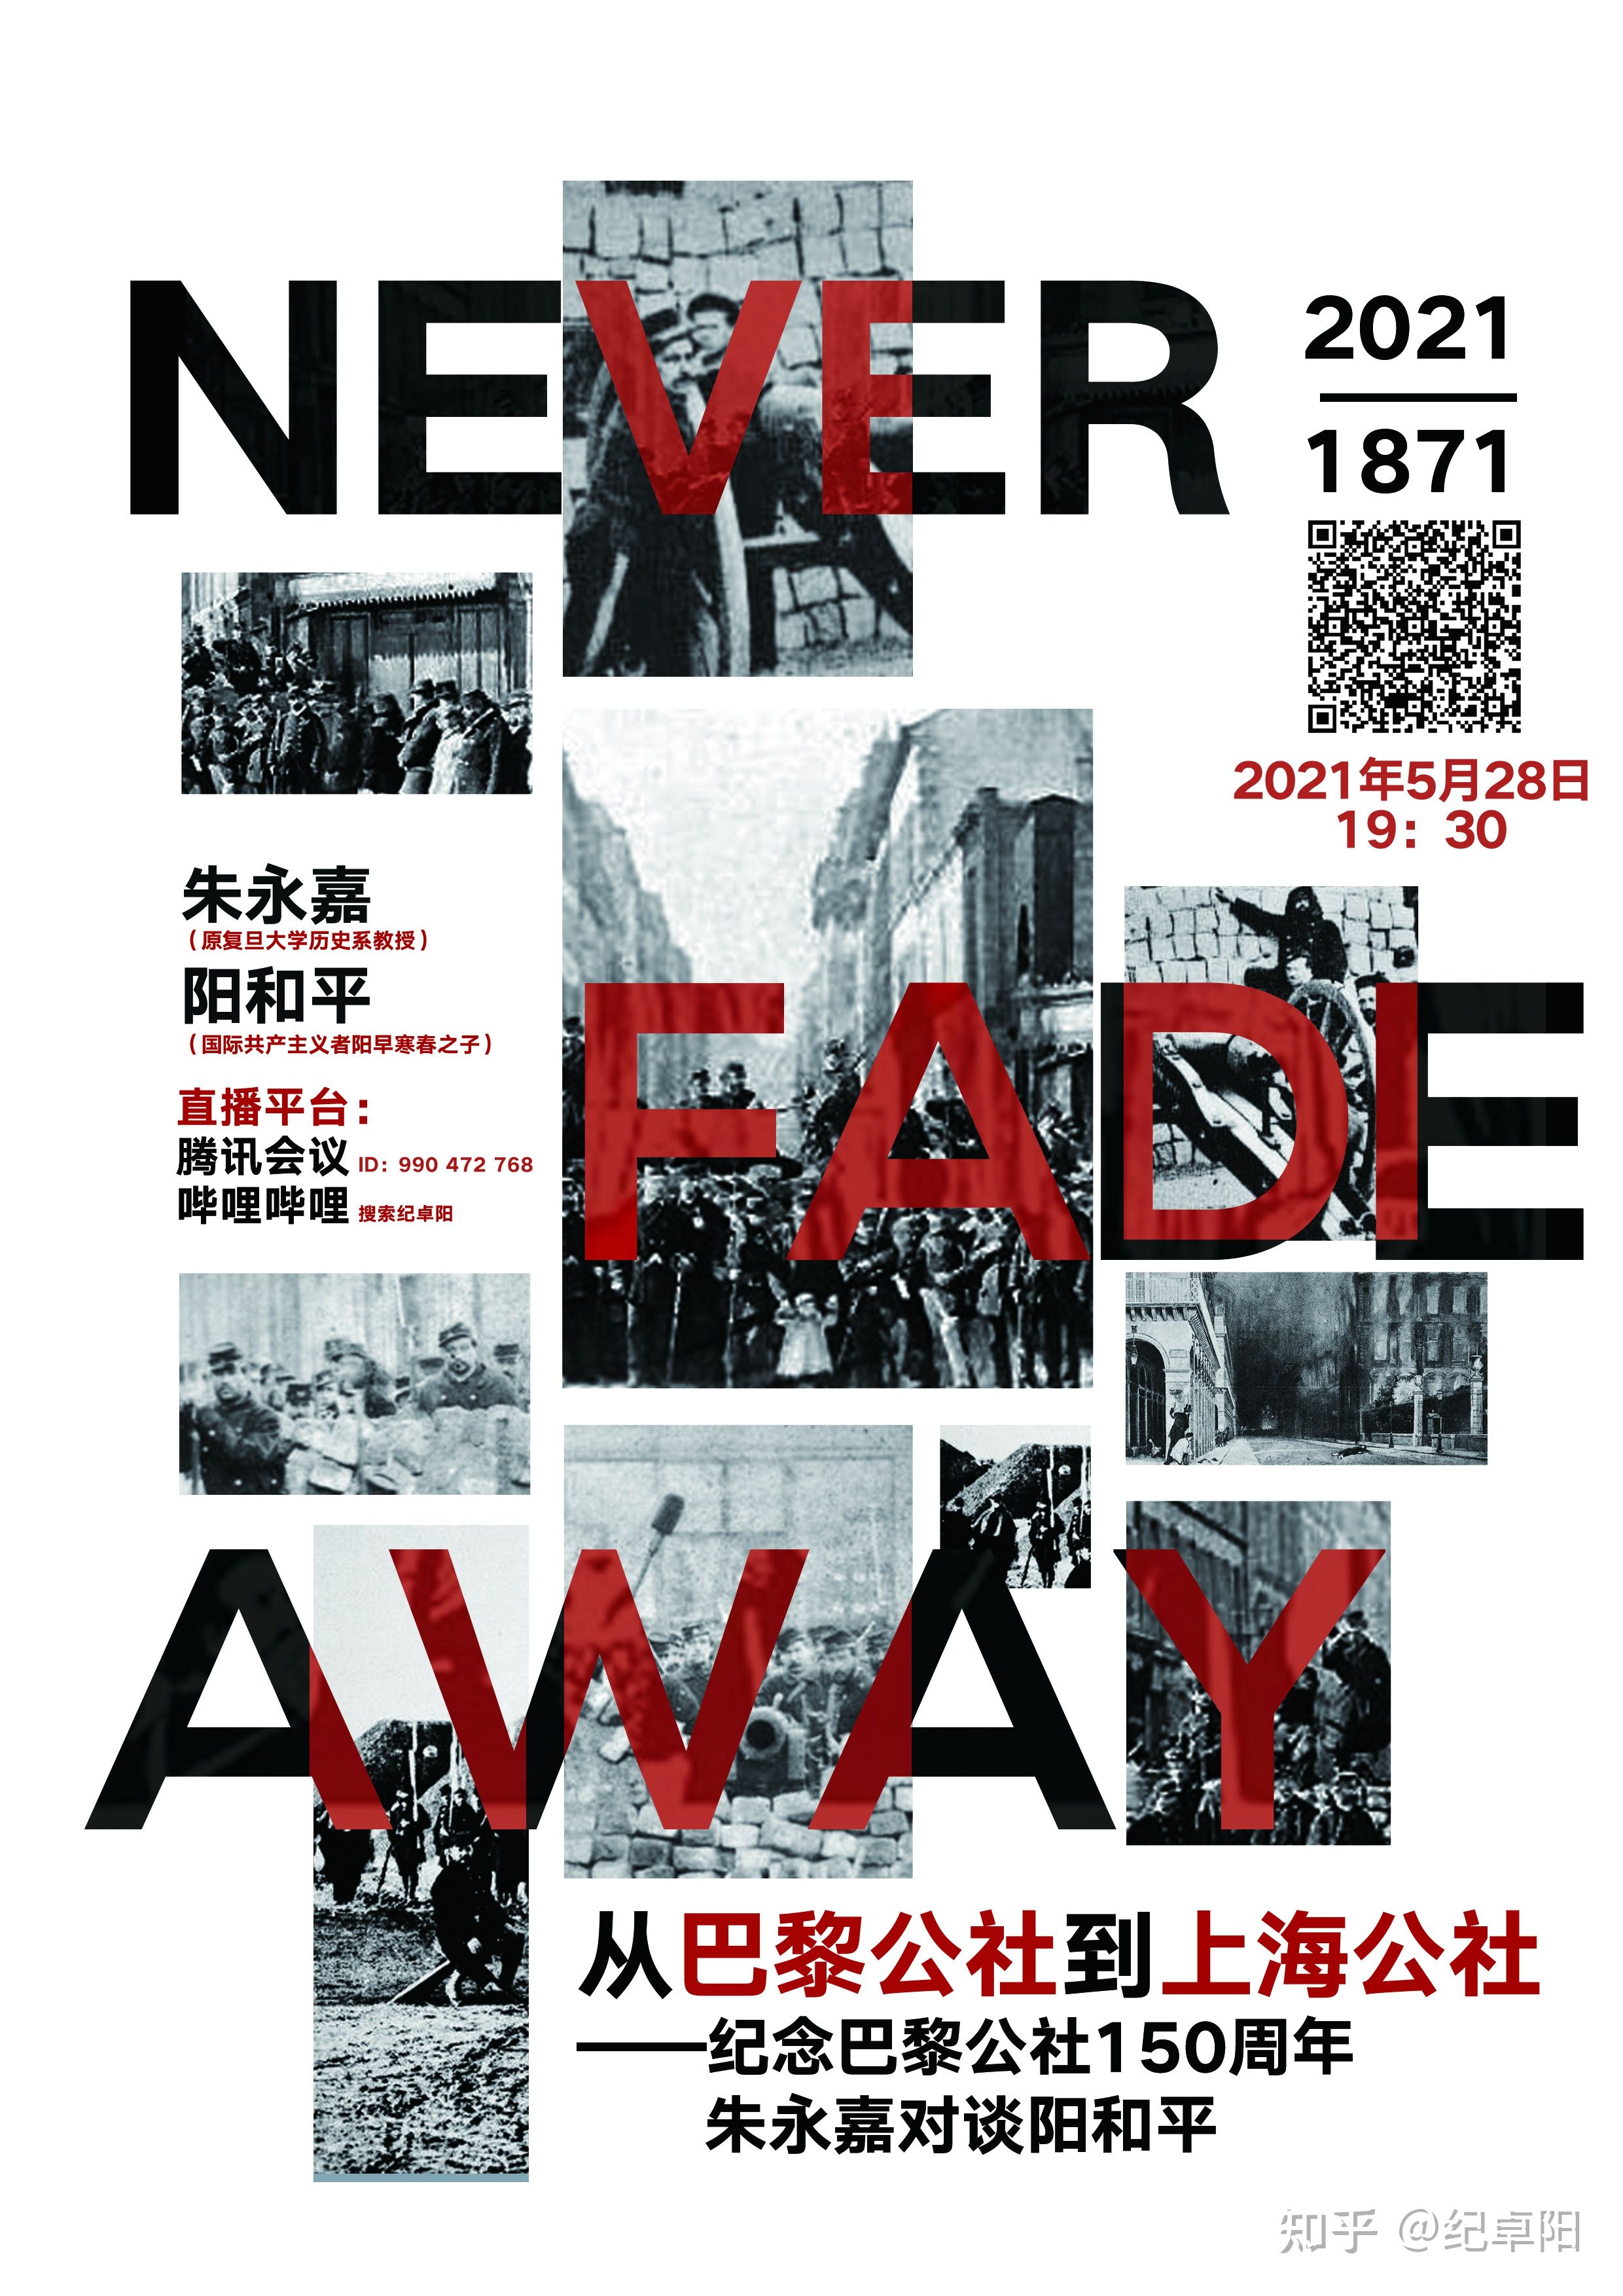 NEVER
2021
1871
2021年5月28日
19：30
朱永嘉
（原复旦大学历史系教授）
阳和平
（国际共产主义者阳早寒春之子）
直播平台：
腾讯会议 ID：990 472 768
哔哩哔哩 搜索纪卓阳
FADE
AWAY
从巴黎公社到上海公社
——纪念巴黎公社150周年
朱永嘉对谈阳和平
知乎 @纪卓阳